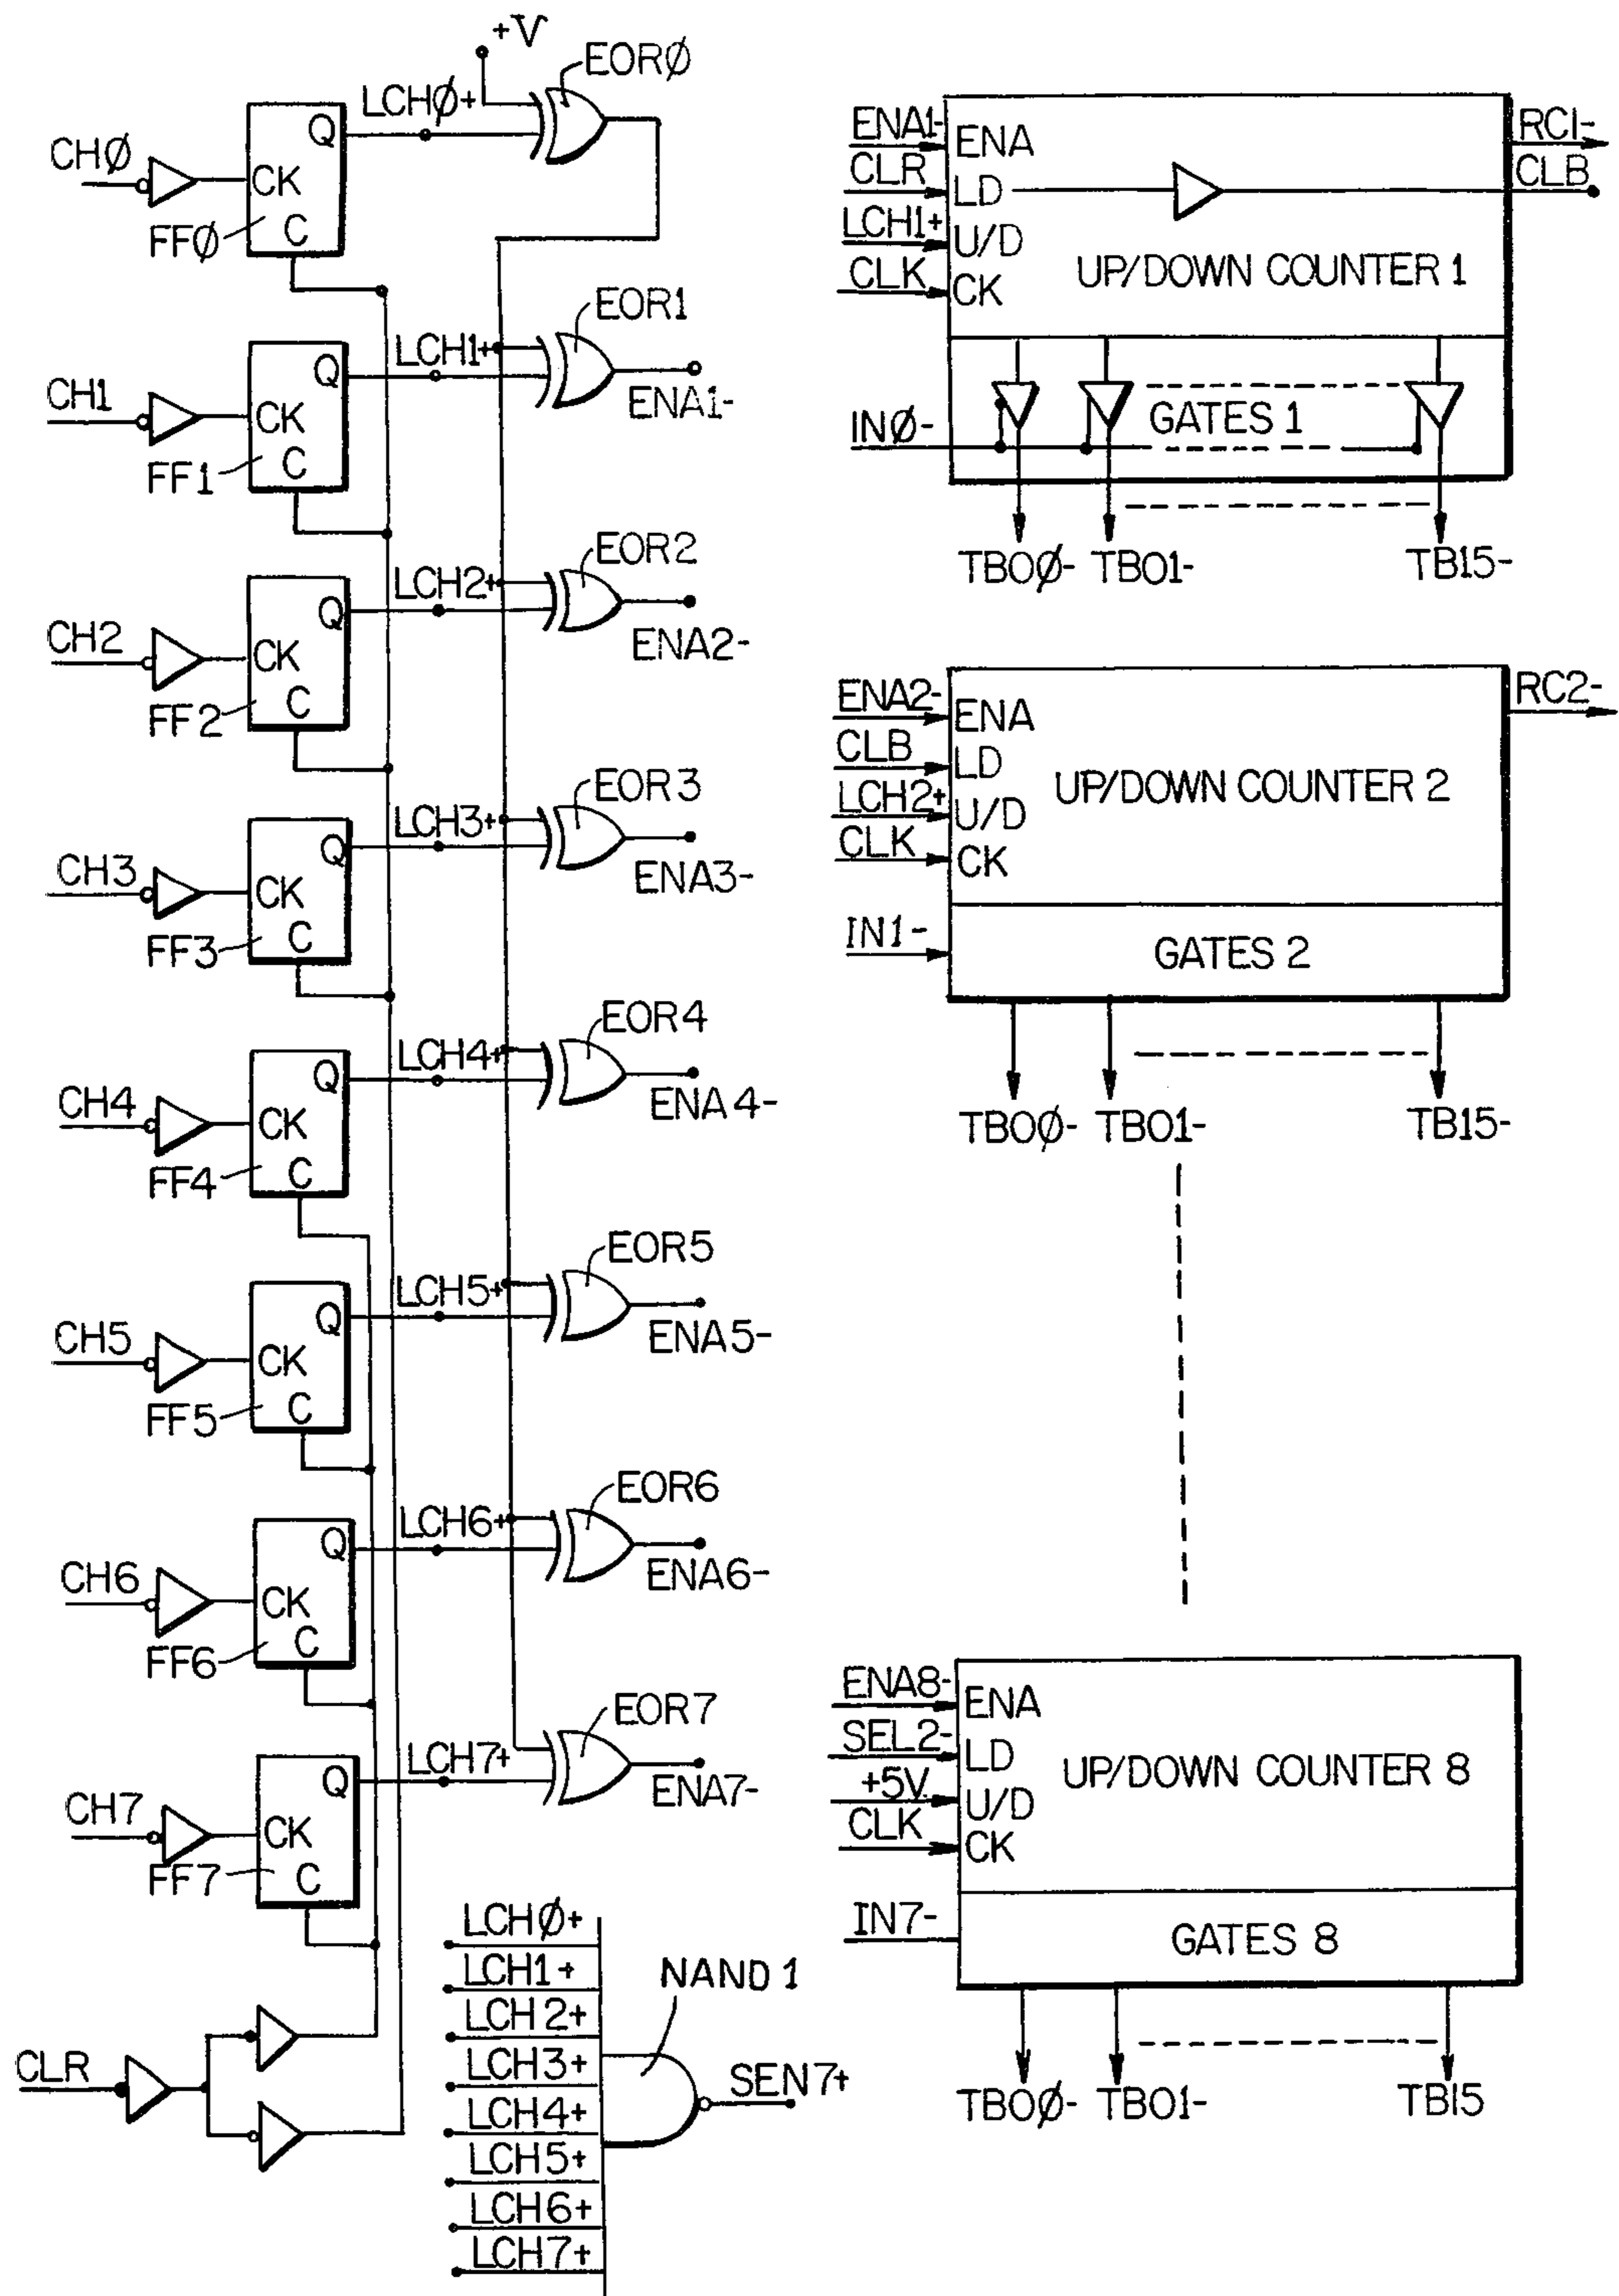 +V
EORØ
LCHØ+
CHØ
Q
CK
C
FFØ
EOR1
LCH1+
CH1
Q
CK
C
FF1
ENA1-
EOR2
LCH2+
CH2
Q
CK
C
FF2
ENA2-
EOR3
LCH3+
CH3
Q
CK
C
FF3
ENA3-
EOR4
LCH4+
CH4
Q
CK
C
FF4
ENA4-
EOR5
LCH5+
CH5
Q
CK
C
FF5
ENA5-
EOR6
LCH6+
CH6
Q
CK
C
FF6
ENA6-
EOR7
LCH7+
CH7
Q
CK
C
FF7
ENA7-
CLR
LCHØ+
LCH1+
LCH2+
LCH3+
LCH4+
LCH5+
LCH6+
LCH7+
NAND 1
SEN7+
ENA1-
ENA
CLR
LD
LCH1+
U/D
CLK
CK
RC1-
CLB
UP/DOWN COUNTER 1
INØ-
GATES 1
TBOØ- TBO1- TB15-
ENA2-
ENA
CLB
LD
LCH2+
U/D
CLK
CK
RC2-
UP/DOWN COUNTER 2
IN1-
GATES 2
TBOØ- TBO1- TB15-
ENA8-
ENA
SEL2-
LD
+5V
U/D
CLK
CK
UP/DOWN COUNTER 8
IN7-
GATES 8
TBOØ- TBO1- TB15